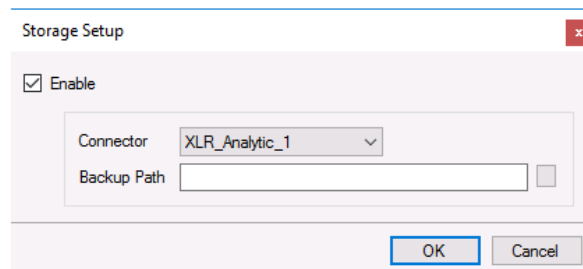 Storage Setup
x
Enable
Connector XLR_Analytic_1
Backup Path
OK Cancel